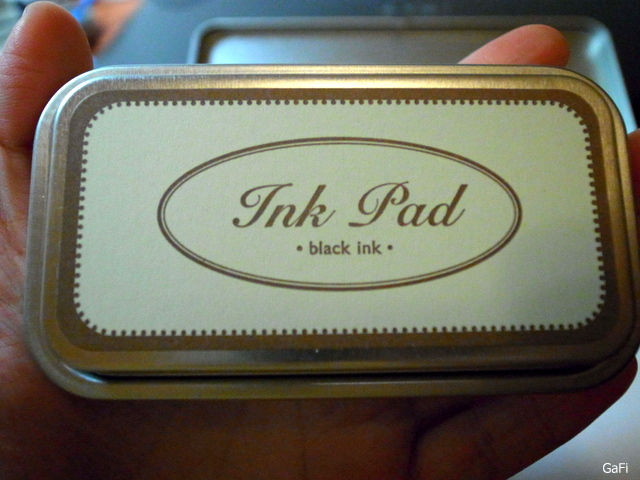 Ink Pad
• black ink •
GaFi